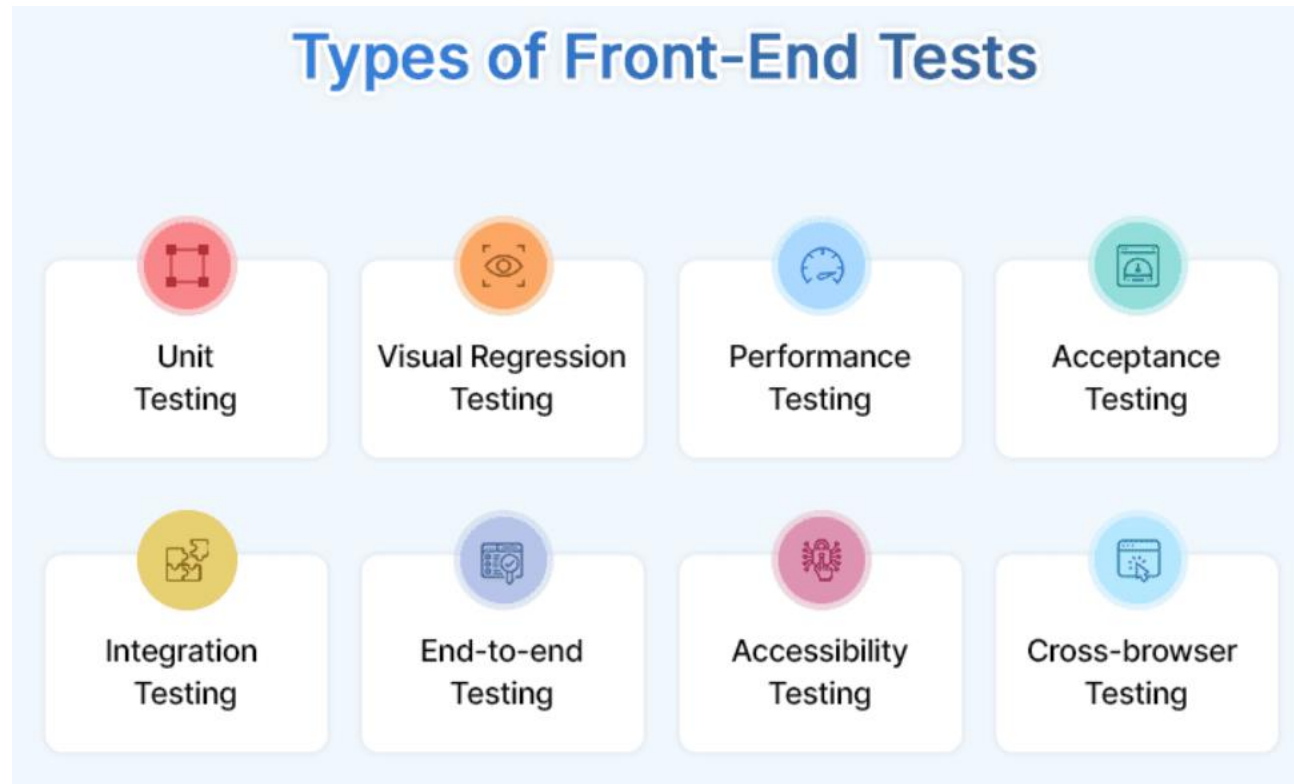 Types of Front-End Tests
Unit
Testing
Visual Regression
Testing
Performance
Testing
Acceptance
Testing
Integration
Testing
End-to-end
Testing
Accessibility
Testing
Cross-browser
Testing